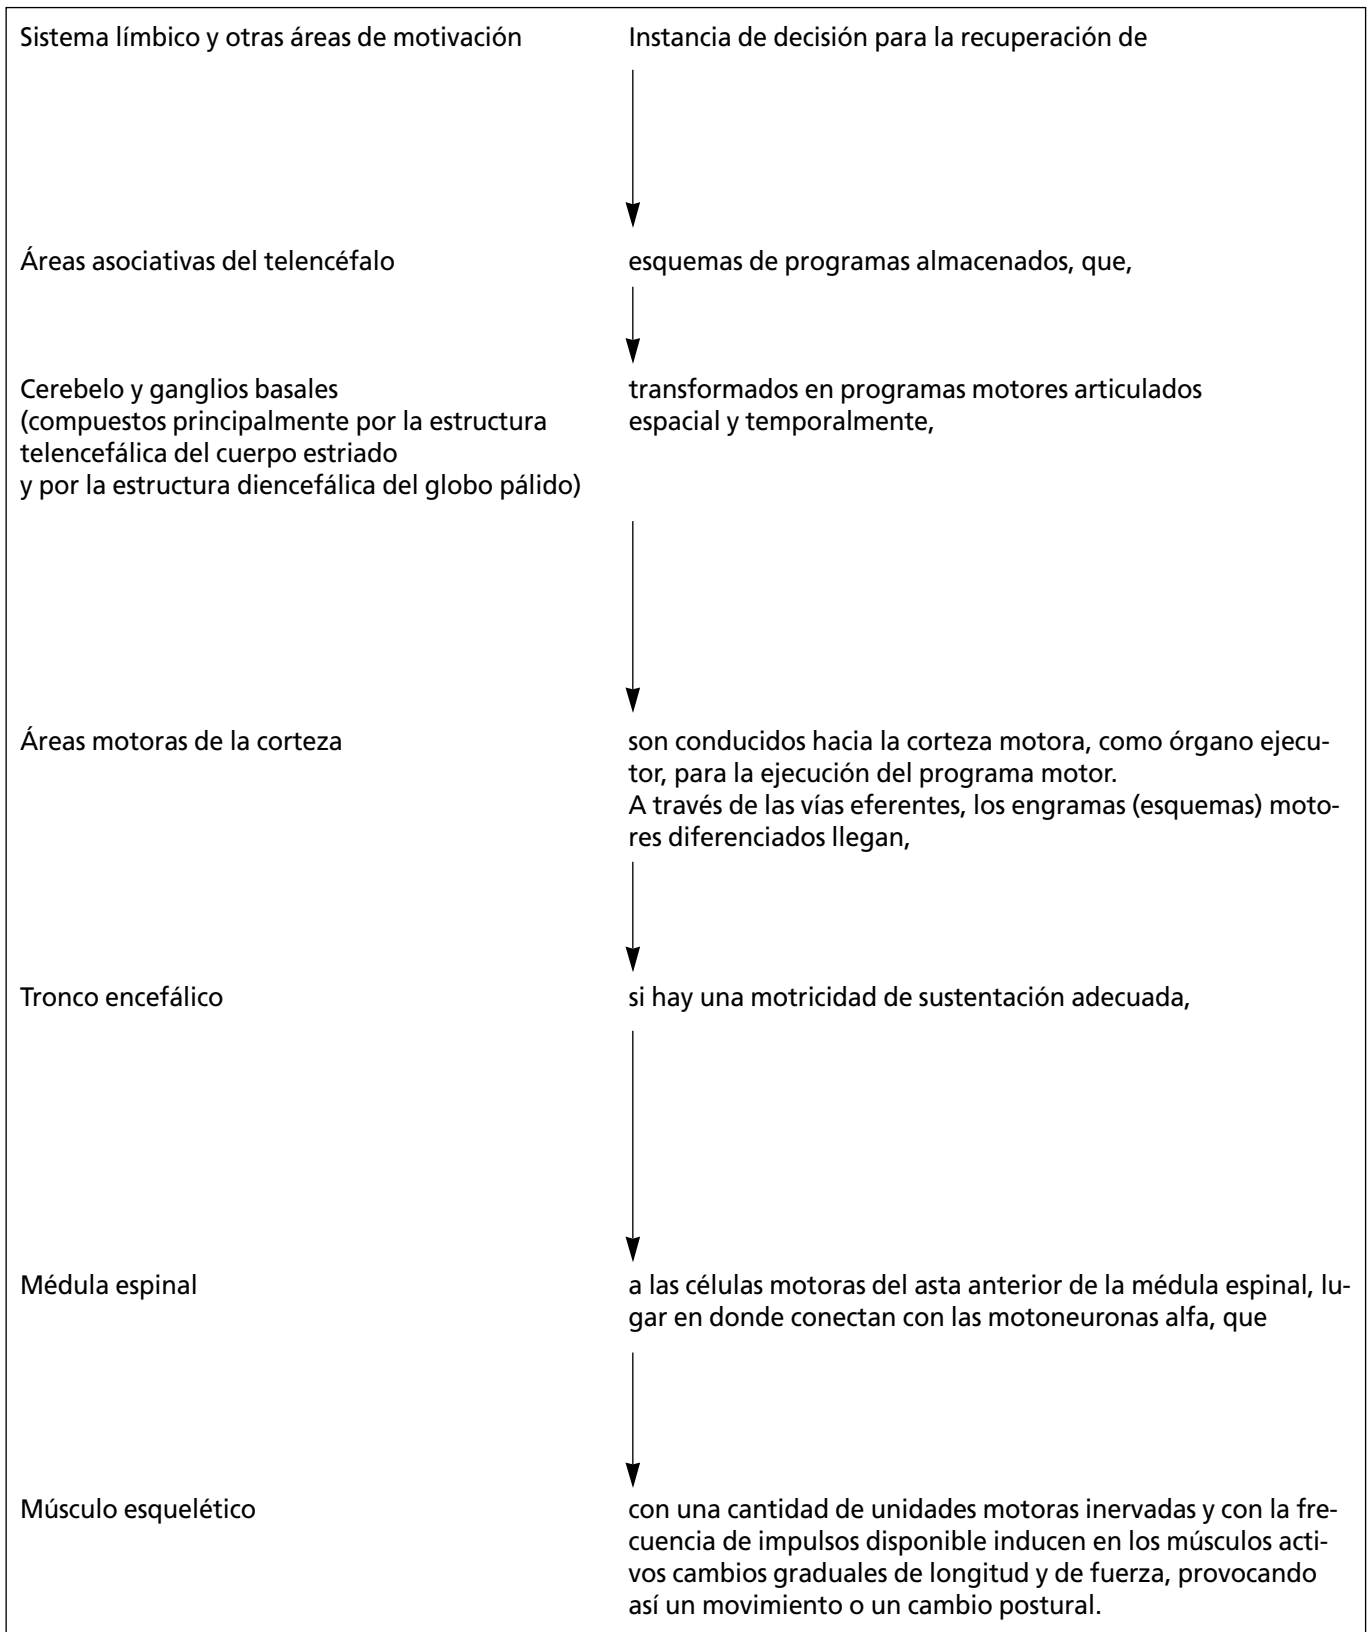 Sistema límbico y otras áreas de motivación
Instancia de decisión para la recuperación de
Áreas asociativas del telencéfalo
esquemas de programas almacenados, que,
Cerebelo y ganglios basales
(compuestos principalmente por la estructura
telencefálica del cuerpo estriado
y por la estructura diencefálica del globo pálido)
transformados en programas motores articulados
espacial y temporalmente,
Áreas motoras de la corteza
son conducidos hacia la corteza motora, como órgano ejecu-
tor, para la ejecución del programa motor.
A través de las vías eferentes, los engramas (esquemas) moto-
res diferenciados llegan,
Tronco encefálico
si hay una motricidad de sustentación adecuada,
Médula espinal
a las células motoras del asta anterior de la médula espinal, lu-
gar en donde conectan con las motoneuronas alfa, que
Músculo esquelético
con una cantidad de unidades motoras inervadas y con la fre-
cuencia de impulsos disponible inducen en los músculos acti-
vos cambios graduales de longitud y de fuerza, provocando
así un movimiento o un cambio postural.